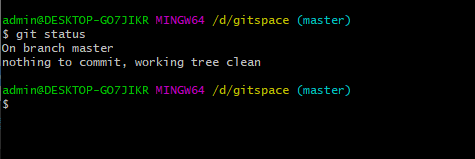 admin@DESKTOP-GO7JIKR MINGW64 /d/gitspace (master)
$ git status
On branch master
nothing to commit, working tree clean
admin@DESKTOP-GO7JIKR MINGW64 /d/gitspace (master)
$